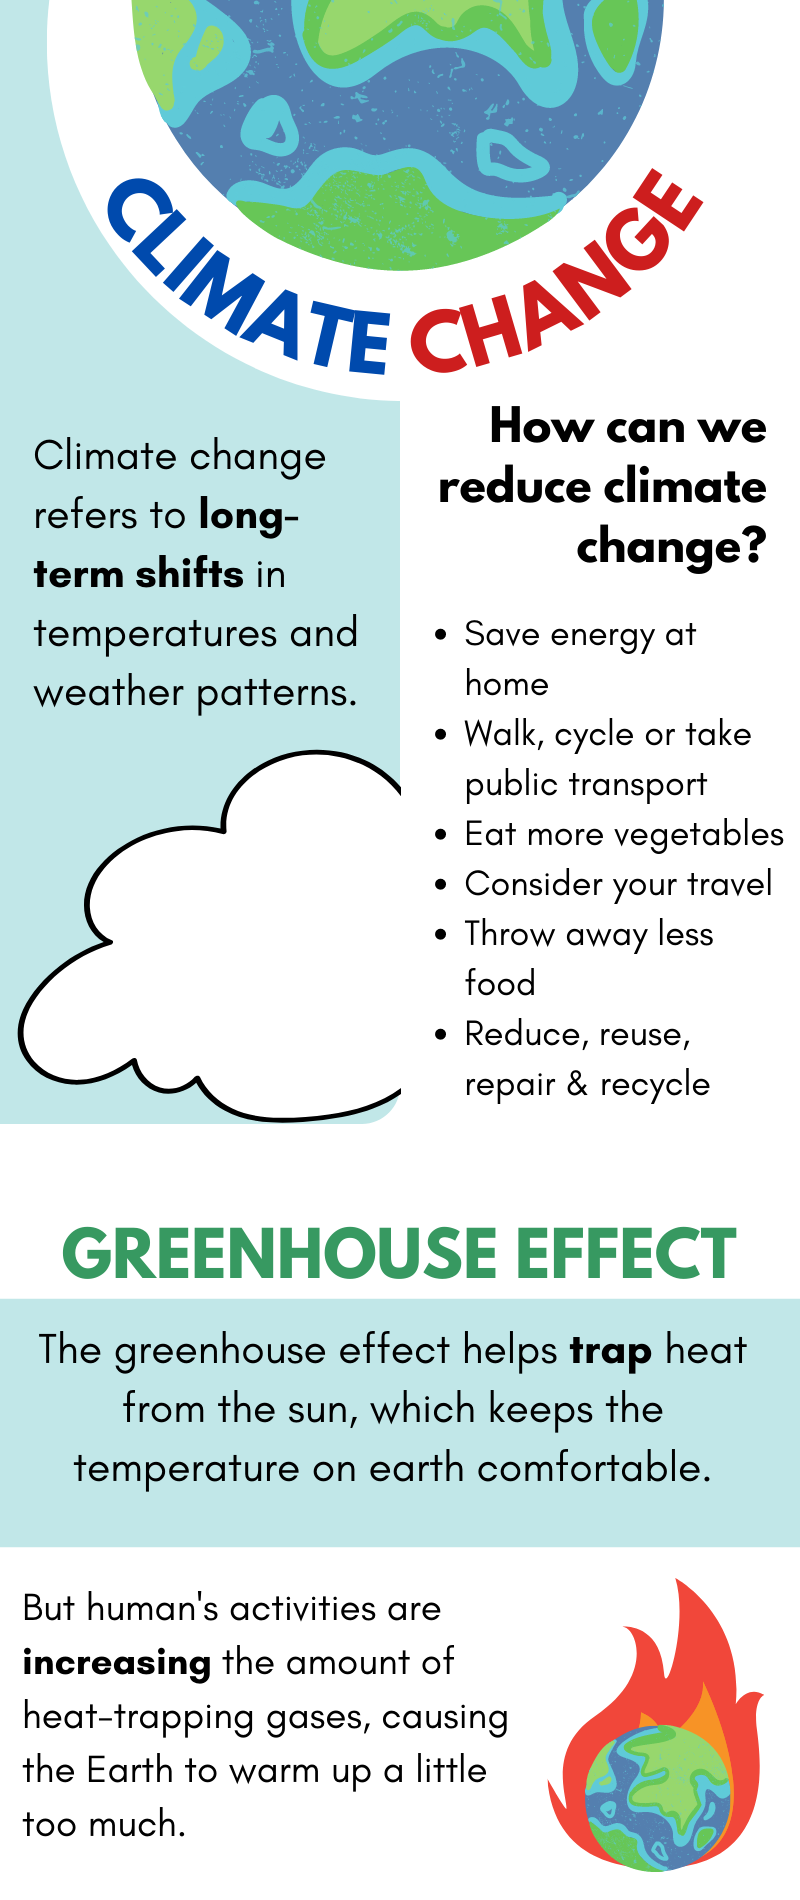 CLIMATE CHANGE
Climate change
refers to long-
term shifts in
temperatures and
weather patterns.
How can we
reduce climate
change?
• Save energy at
home
• Walk, cycle or take
public transport
• Eat more vegetables
• Consider your travel
• Throw away less
food
• Reduce, reuse,
repair & recycle
GREENHOUSE EFFECT
The greenhouse effect helps trap heat
from the sun, which keeps the
temperature on earth comfortable.
But human's activities are
increasing the amount of
heat-trapping gases, causing
the Earth to warm up a little
too much.